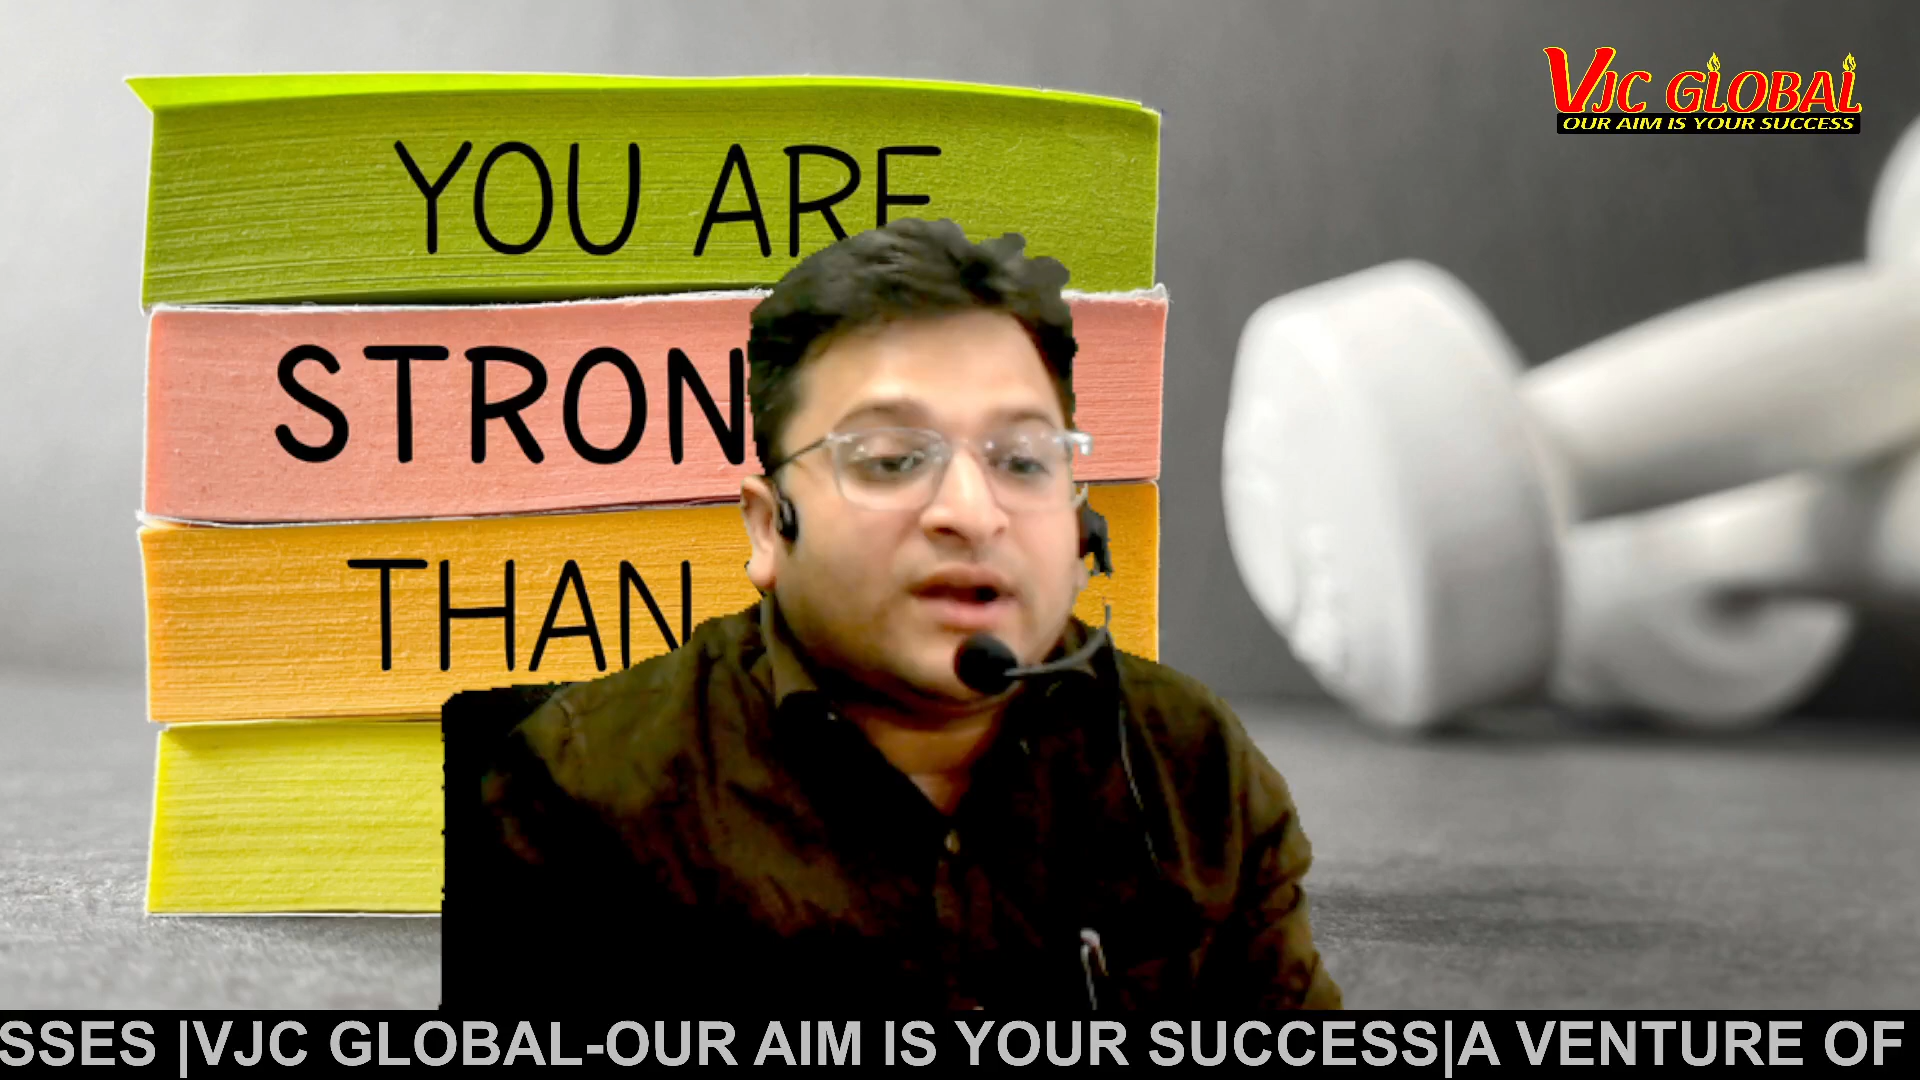 VJC GLOBAL
OUR AIM IS YOUR SUCCESS
YOU ARE
STRON
THAN
SSES |VJC GLOBAL-OUR AIM IS YOUR SUCCESS|A VENTURE OF